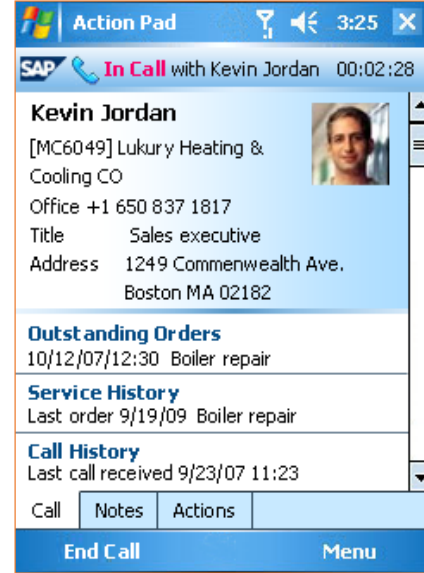 Action Pad 3:25
SAP In Call with Kevin Jordan 00:02:28
Kevin Jordan
[MC6049] Lukury Heating &
Cooling CO
Office +1 650 837 1817
Title Sales executive
Address 1249 Commenwealth Ave.
Boston MA 02182
Outstanding Orders
10/12/07/12:30 Boiler repair
Service History
Last order 9/19/09 Boiler repair
Call History
Last call received 9/23/07 11:23
Call Notes Actions
End Call Menu